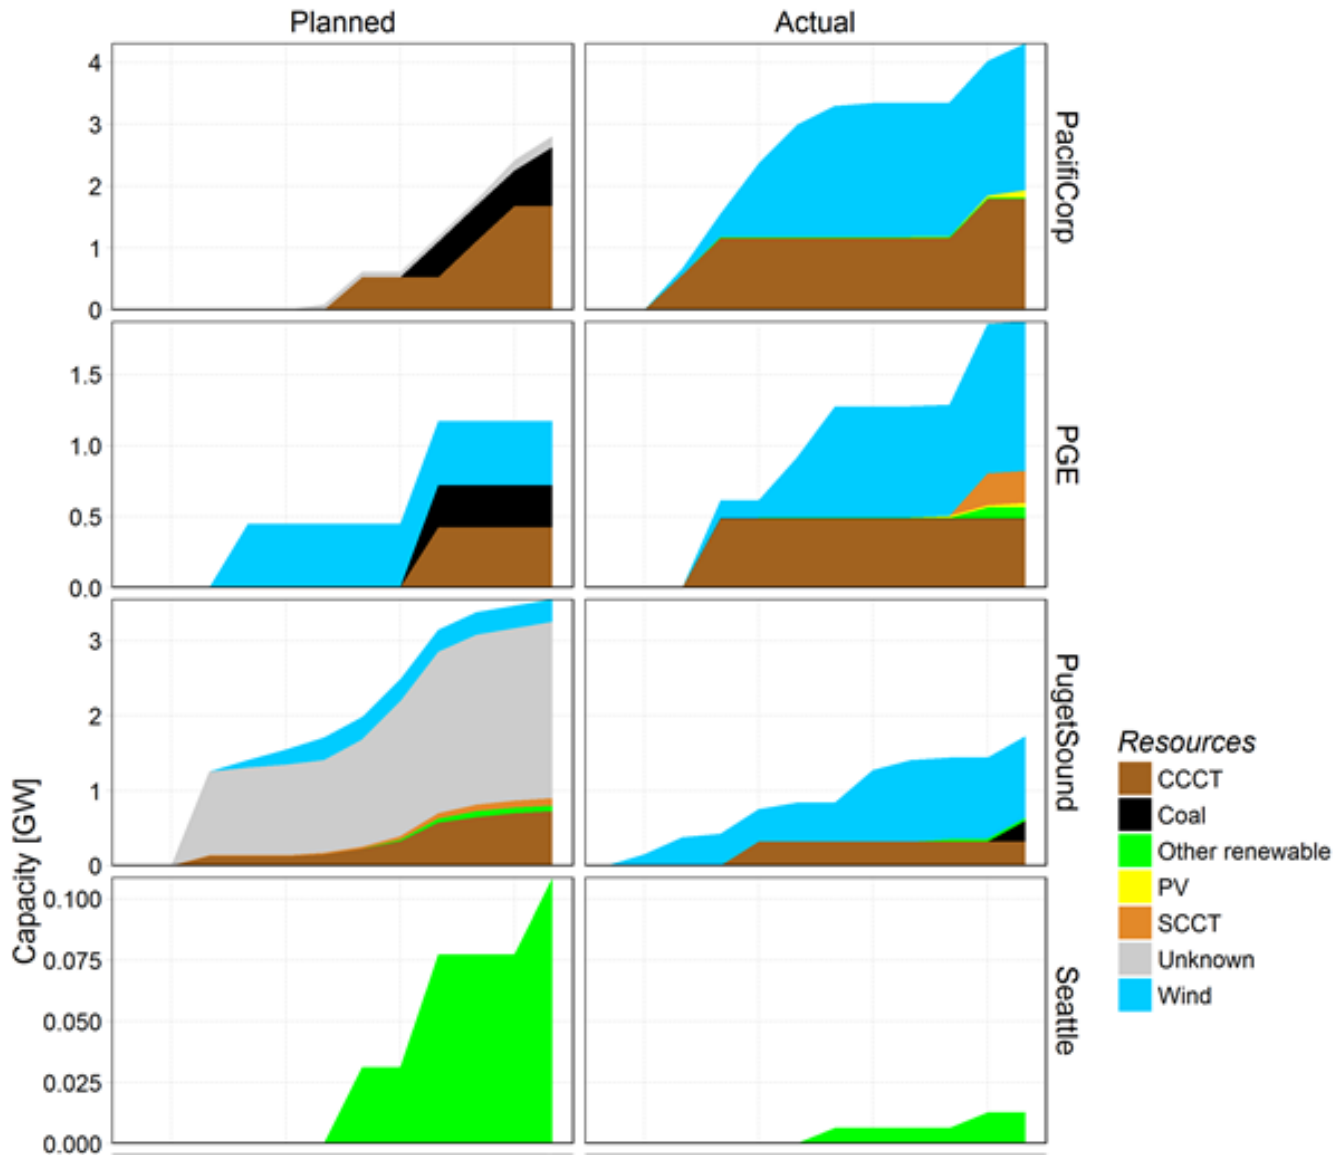 Planned Actual
4
3
2
1
0
PacifiCorp
1.5
1.0
0.5
0.0
PGE
3
2
1
0
PugetSound
0.100
0.075
0.050
0.025
0.000
Seattle
Capacity [GW]
Resources
CCCT
Coal
Other renewable
PV
SCCT
Unknown
Wind